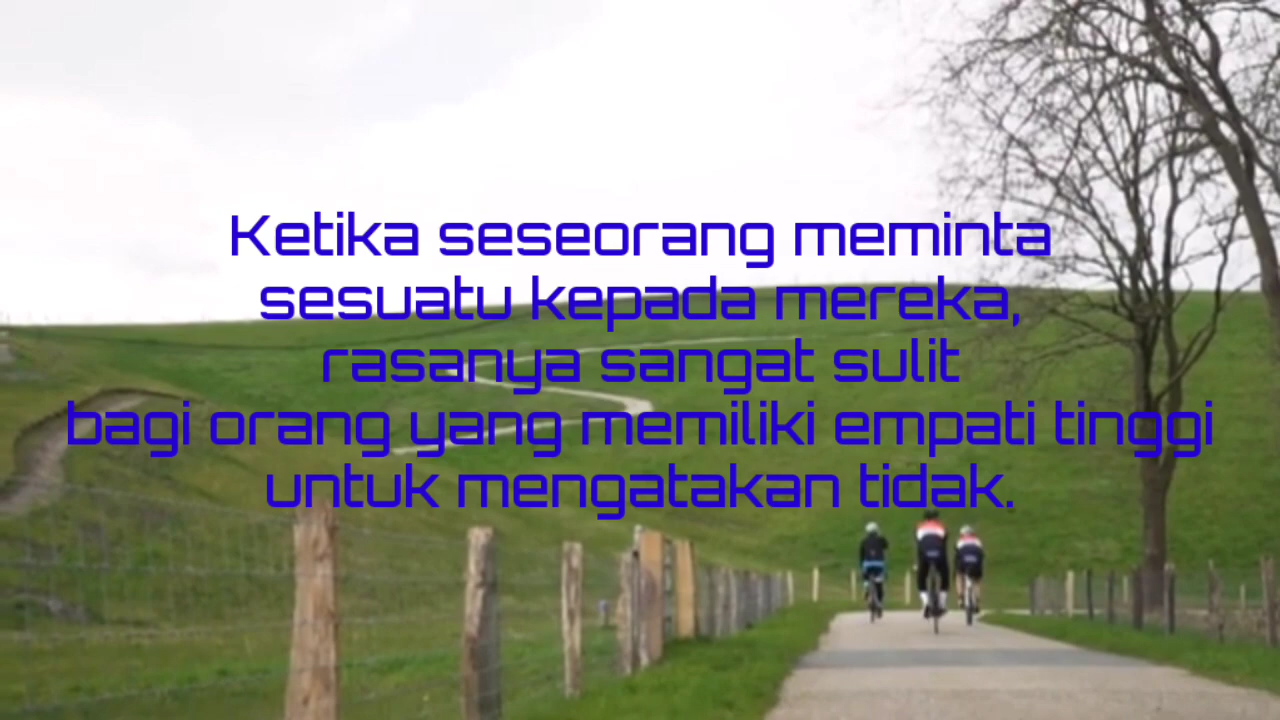 Ketika seseorang meminta
sesuatu kepada mereka,
rasanya sangat sulit
bagi orang yang memiliki empati tinggi
untuk mengatakan tidak.